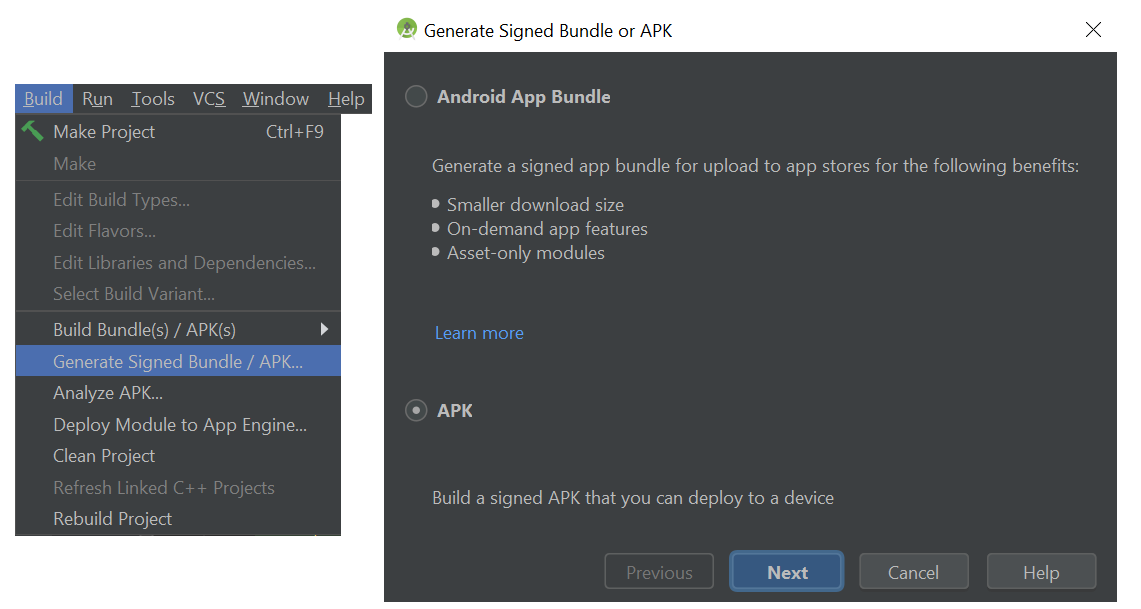 Build Run Tools VCS Window Help
Make Project Ctrl+F9
Make
Edit Build Types...
Edit Flavors...
Edit Libraries and Dependencies...
Select Build Variant...
Build Bundle(s) / APK(s)
Generate Signed Bundle / APK...
Analyze APK...
Deploy Module to App Engine...
Clean Project
Refresh Linked C++ Projects
Rebuild Project
Generate Signed Bundle or APK
Android App Bundle
Generate a signed app bundle for upload to app stores for the following benefits:
Smaller download size
On-demand app features
Asset-only modules
Learn more
APK
Build a signed APK that you can deploy to a device
Previous Next Cancel Help